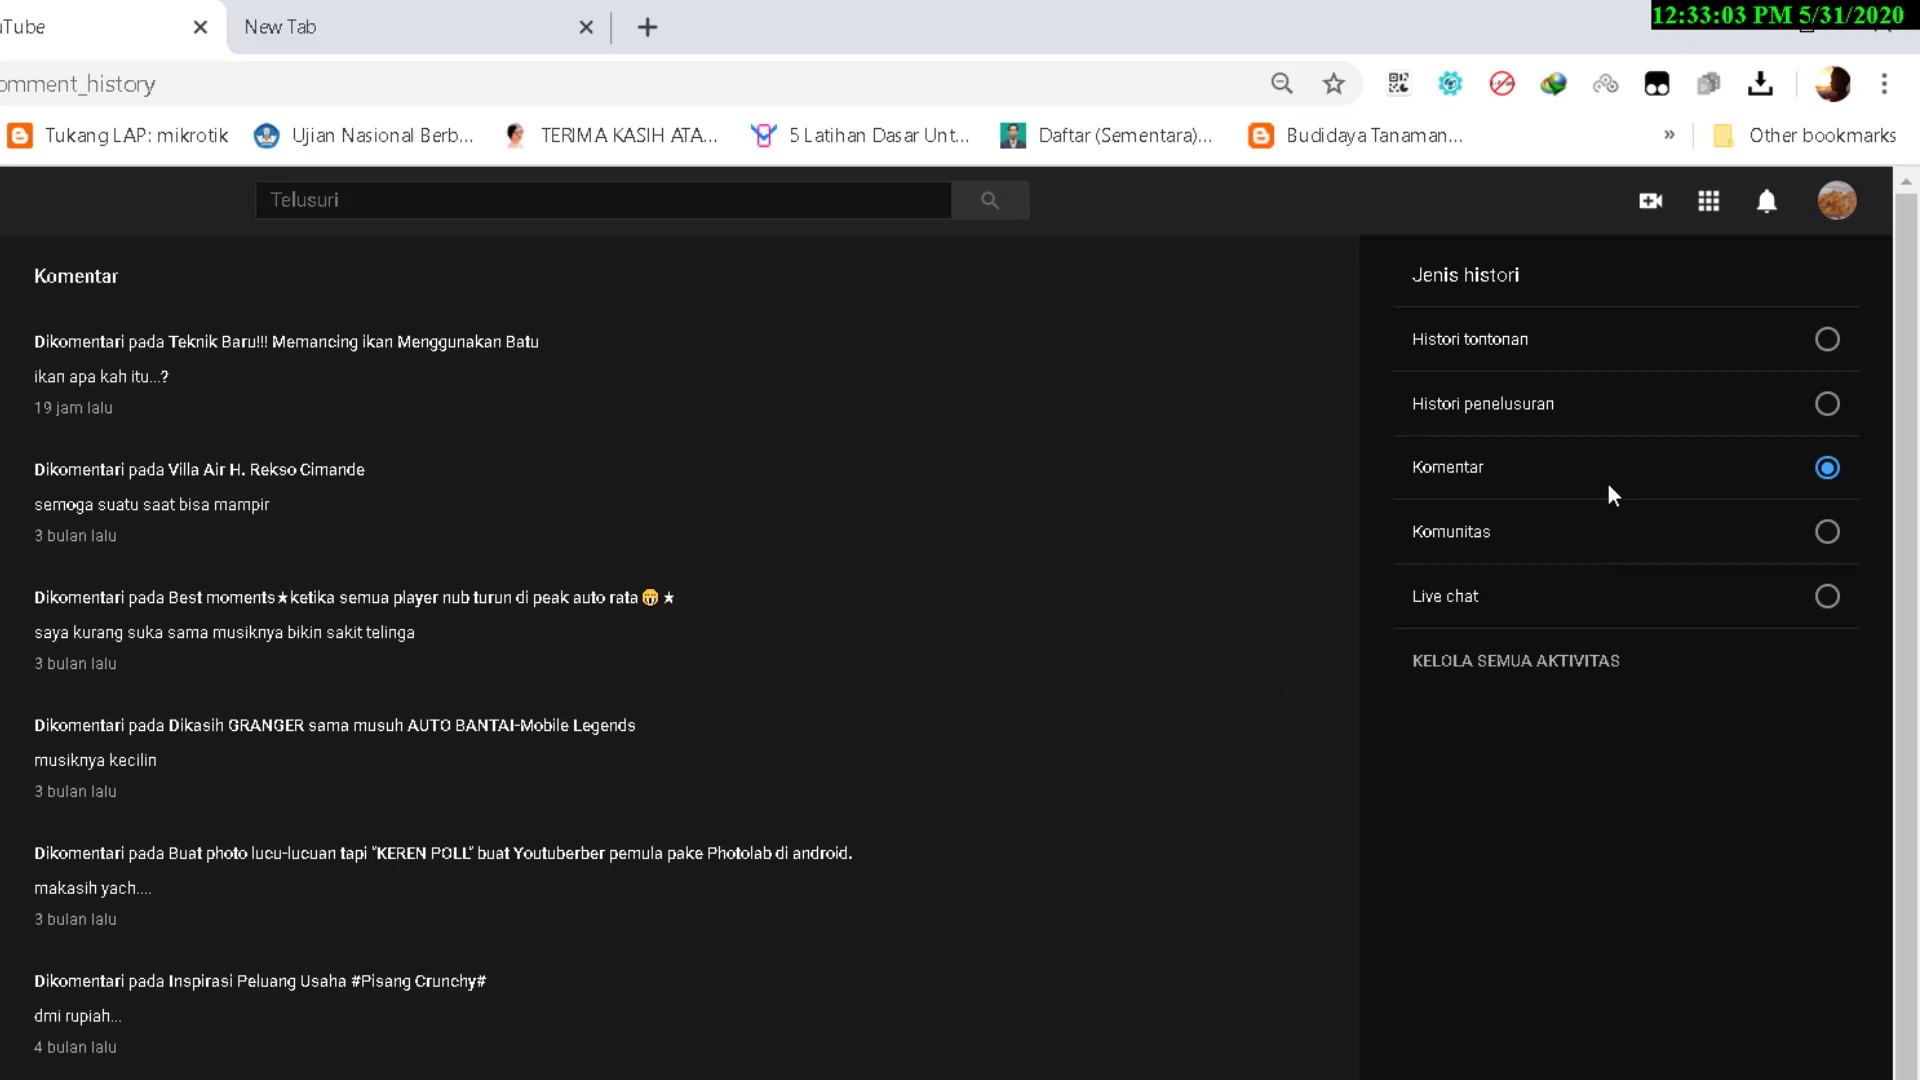 uTube
New Tab
12:33:03 PM 5/31/2020
omment_history
Tukang LAP: mikrotik
Ujian Nasional Berb...
TERIMA KASIH ATA...
5 Latihan Dasar Unt...
Daftar (Sementara)...
Budidaya Tanaman...
»
Other bookmarks
Telusuri
Komentar
Dikomentari pada Teknik Baru!!! Memancing ikan Menggunakan Batu
ikan apa kah itu...?
19 jam lalu
Dikomentari pada Villa Air H. Rekso Cimande
semoga suatu saat bisa mampir
3 bulan lalu
Dikomentari pada Best moments★ketika semua player nub turun di peak auto rata😁★
saya kurang suka sama musiknya bikin sakit telinga
3 bulan lalu
Dikomentari pada Dikasih GRANGER sama musuh AUTO BANTAI-Mobile Legends
musiknya kecilin
3 bulan lalu
Dikomentari pada Buat photo lucu-lucuan tapi "KEREN POLL" buat Youtuberber pemula pake Photolab di android.
makasih yach....
3 bulan lalu
Dikomentari pada Inspirasi Peluang Usaha #Pisang Crunchy#
dmi rupiah...
4 bulan lalu
Jenis histori
Histori tontonan
Histori penelusuran
Komentar
Komunitas
Live chat
KELOLA SEMUA AKTIVITAS